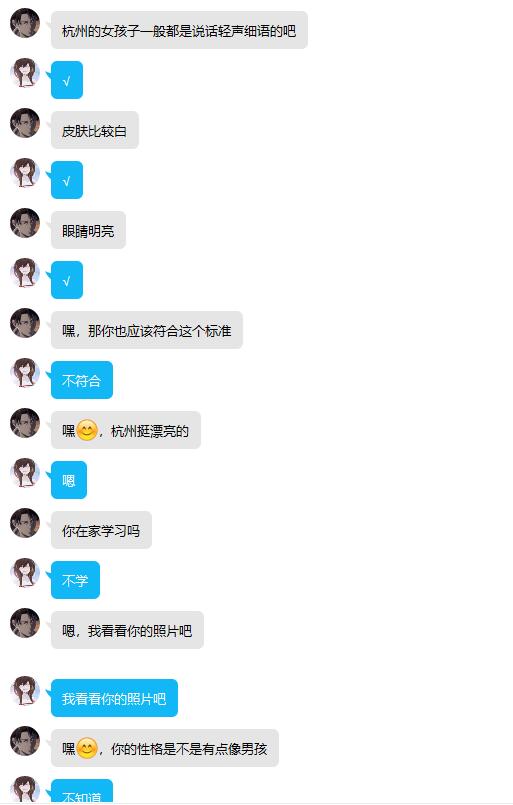 杭州的女孩子一般都是说话轻声细语的吧
√
皮肤比较白
√
眼睛明亮
√
嘿，那你也应该符合这个标准
不符合
嘿😊，杭州挺漂亮的
嗯
你在家学习吗
不学
嗯，我看看你的照片吧
我看看你的照片吧
嘿😊，你的性格是不是有点像男孩
不知道